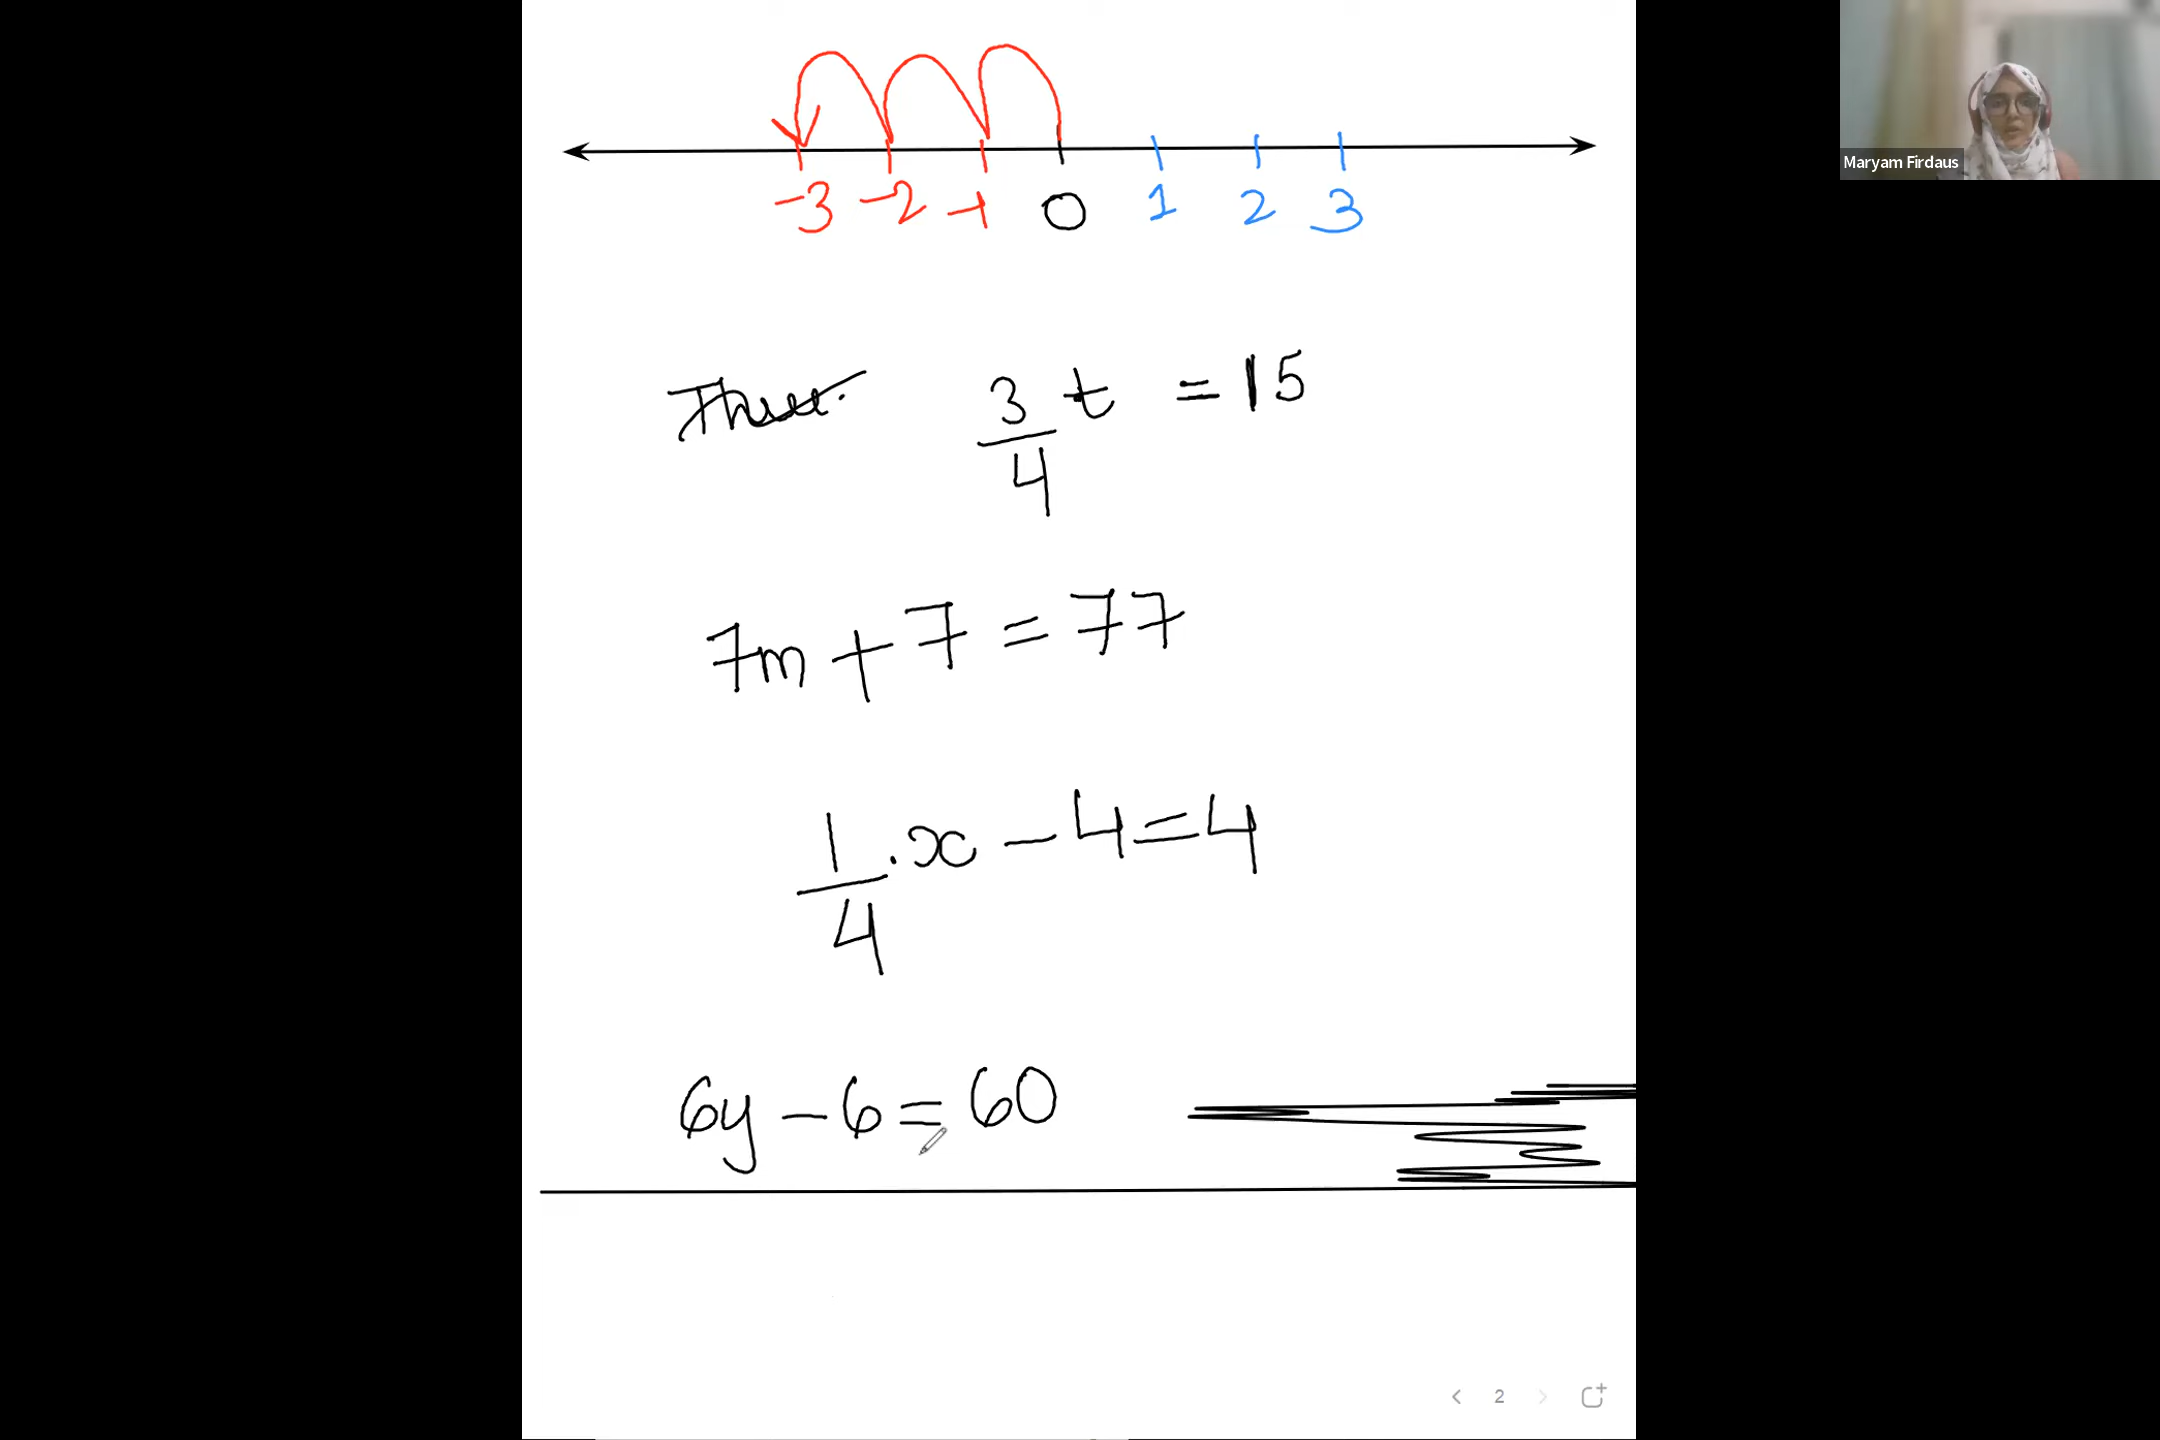 -3 -2 -1 0 1 2 3
Maryam Firdaus
3/4 t = 15
7m + 7 = 77
1/4 . x - 4 = 4
6y - 6 = 60
2